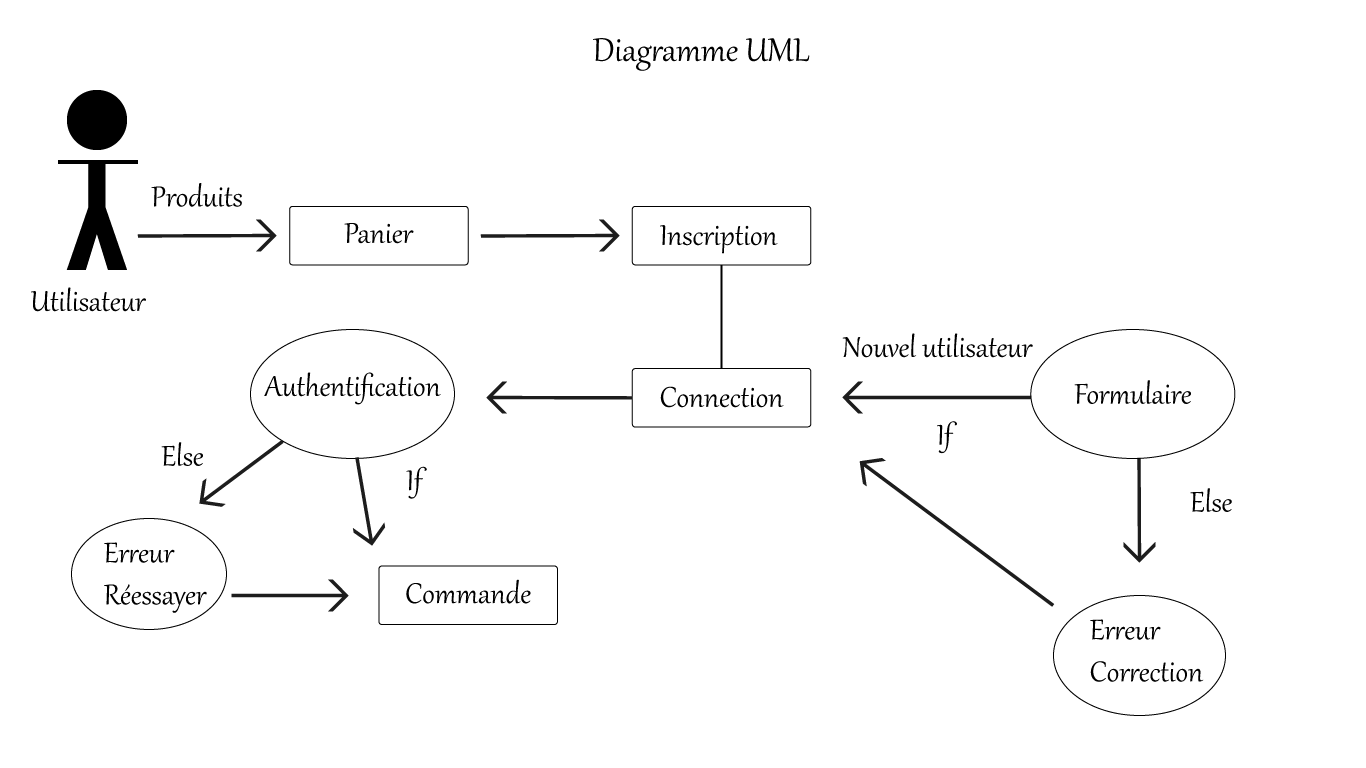 Diagramme UML
Produits
Panier
Inscription
Utilisateur
Nouvel utilisateur
Authentification
Connection
Formulaire
If
Else
If
Else
Erreur
Réessayer
Commande
Erreur
Correction